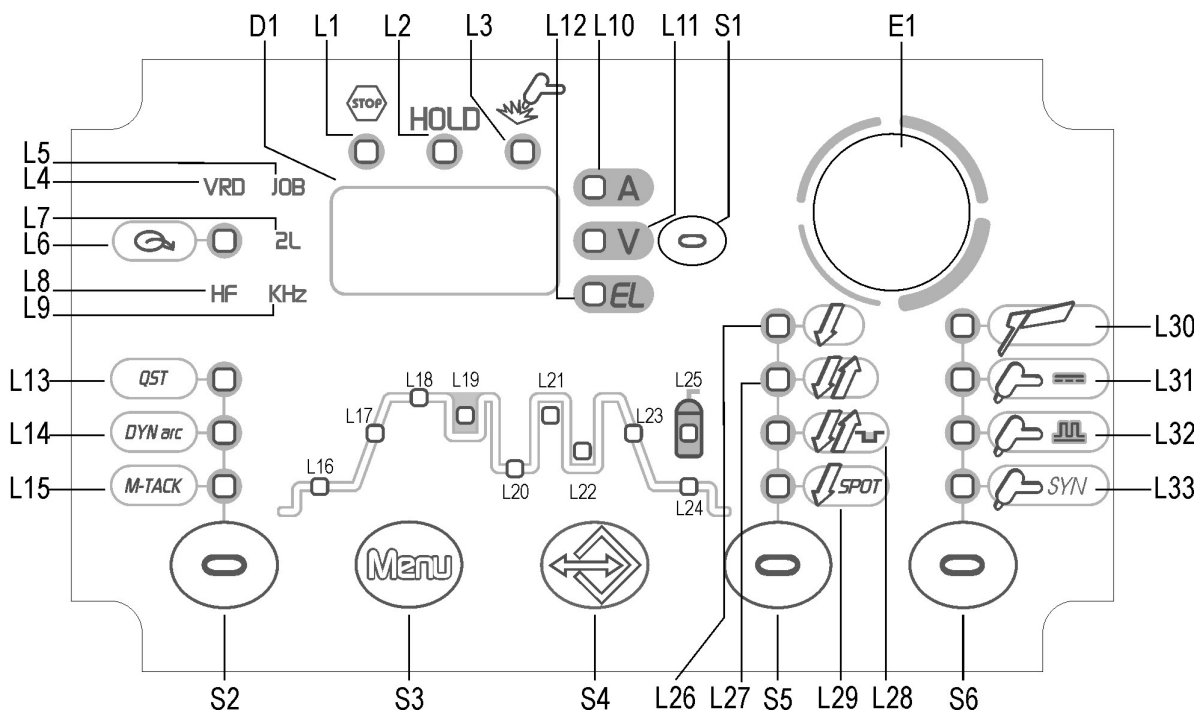 D1 L1 L2 L3 L12 L10 L11 S1 E1
STOP
HOLD
L5
L4 VRD JOB
A
L7
L6 2L V
L8 HF KHz EL
L9
L30
L13 QST L18 L19 L21 L25 L31
L14 DYN arc L17 L23 L32
L15 M-TACK L16 L20 L22 L24 SPOT SYN L33
Menu
S2 S3 S4 L26 L27 S5 L29 L28 S6